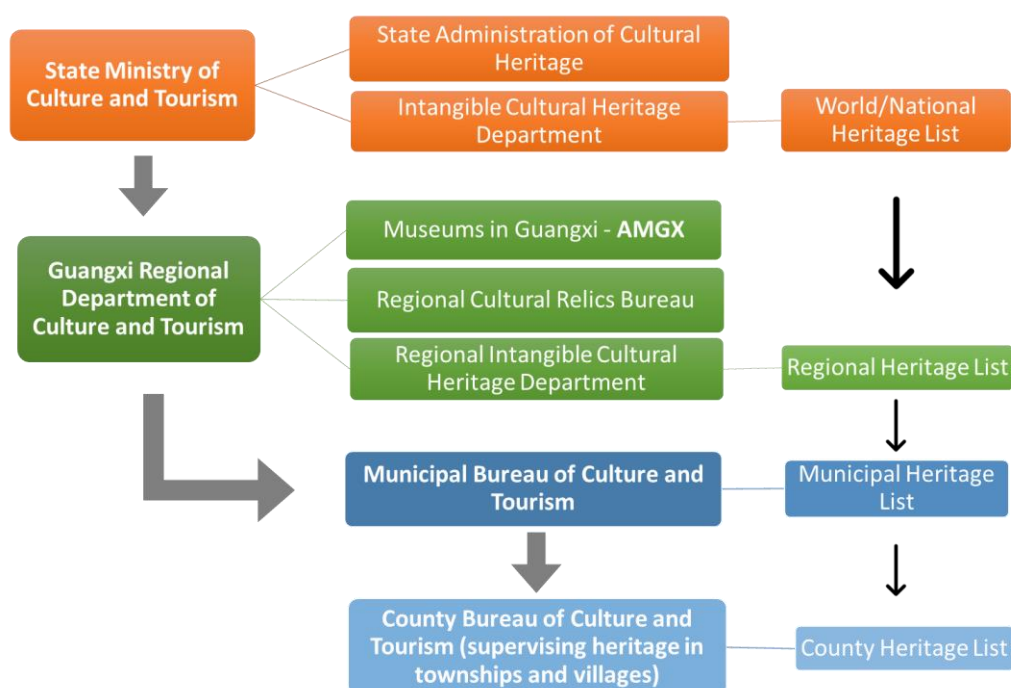 State Ministry of
Culture and Tourism
State Administration of Cultural
Heritage
Intangible Cultural Heritage
Department
World/National
Heritage List
Guangxi Regional
Department of
Culture and Tourism
Museums in Guangxi - AMGX
Regional Cultural Relics Bureau
Regional Intangible Cultural
Heritage Department
Regional Heritage List
Municipal Bureau of Culture and
Tourism
Municipal Heritage
List
County Bureau of Culture and
Tourism (supervising heritage in
townships and villages)
County Heritage List